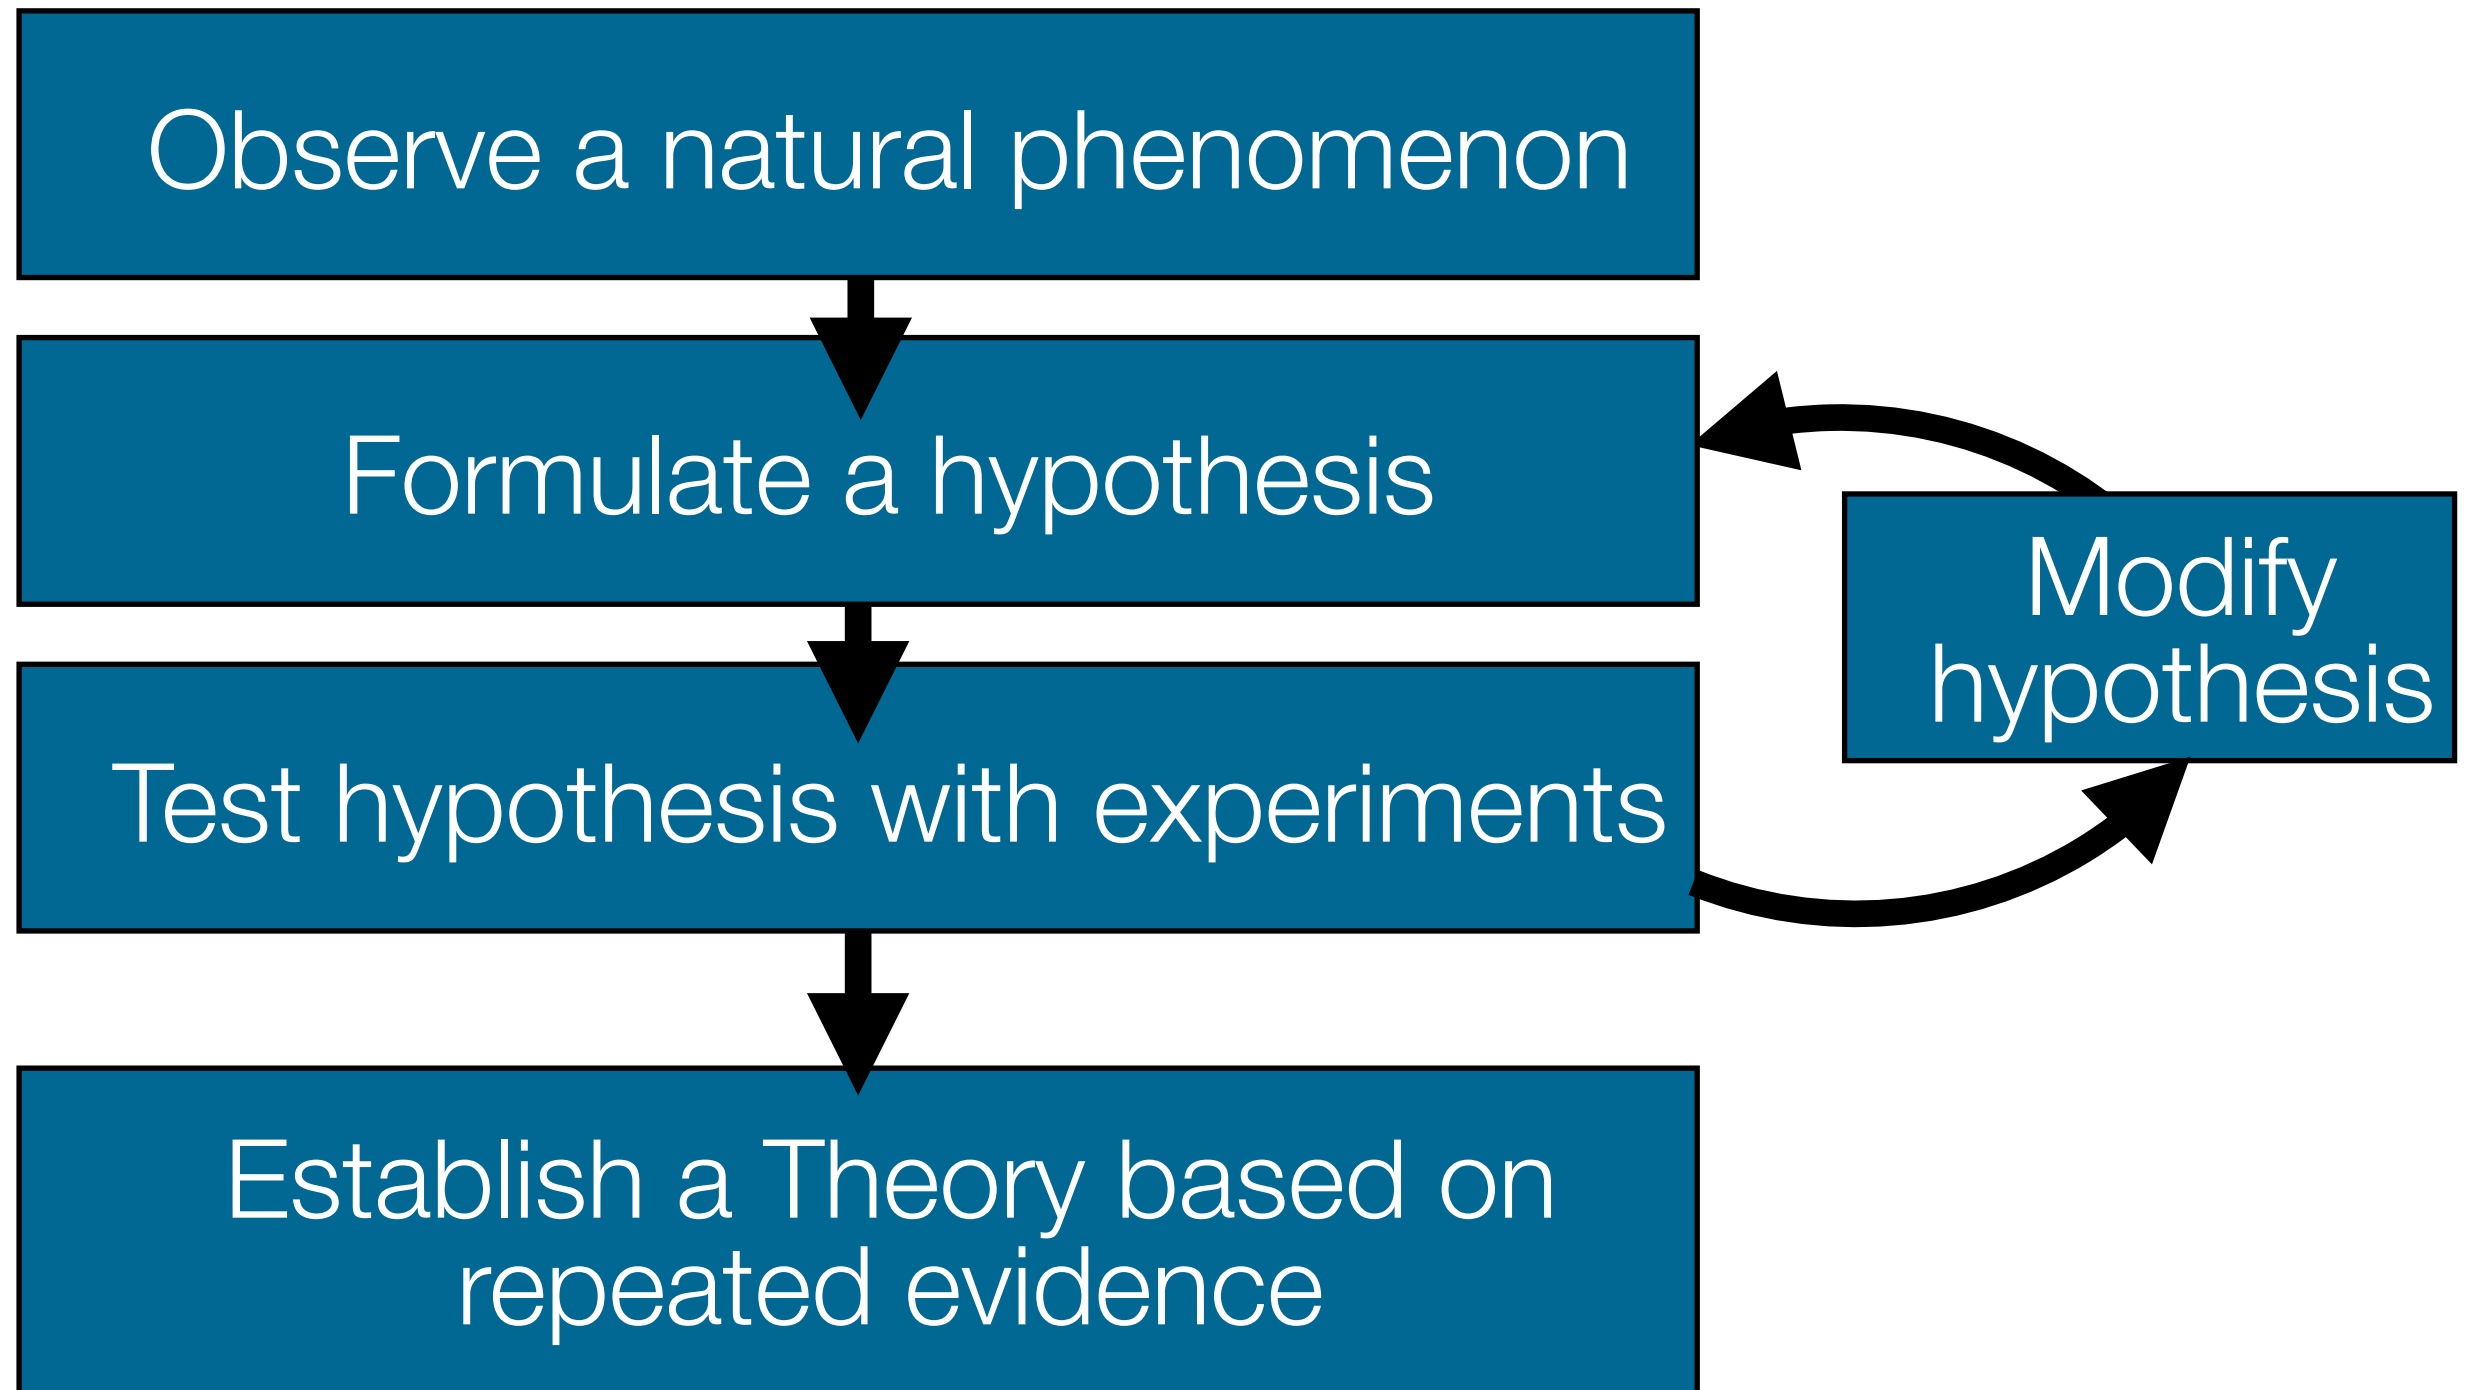 Observe a natural phenomenon
Formulate a hypothesis
Modify
hypothesis
Test hypothesis with experiments
Establish a Theory based on
repeated evidence